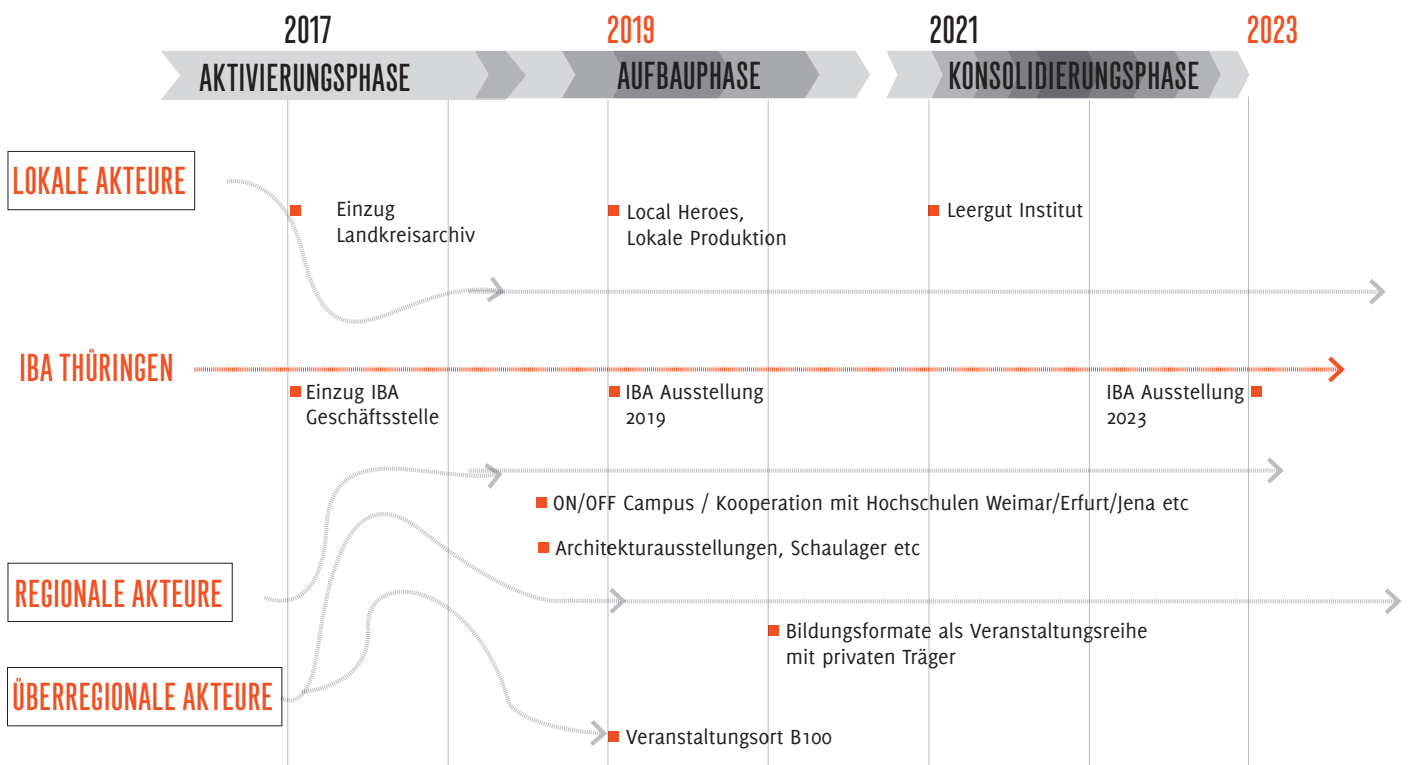 2017
2019
2021
2023
AKTIVIERUNGSPHASE
AUFBAUPHASE
KONSOLIDIERUNGSPHASE
LOKALE AKTEURE
Einzug
Landkreisarchiv
Local Heroes,
Lokale Produktion
Leergut Institut
IBA THÜRINGEN
Einzug IBA
Geschäftsstelle
IBA Ausstellung
2019
IBA Ausstellung
2023
ON/OFF Campus / Kooperation mit Hochschulen Weimar/Erfurt/Jena etc
Architekturausstellungen, Schaulager etc
REGIONALE AKTEURE
Bildungsformate als Veranstaltungsreihe
mit privaten Träger
ÜBERREGIONALE AKTEURE
Veranstaltungsort B100